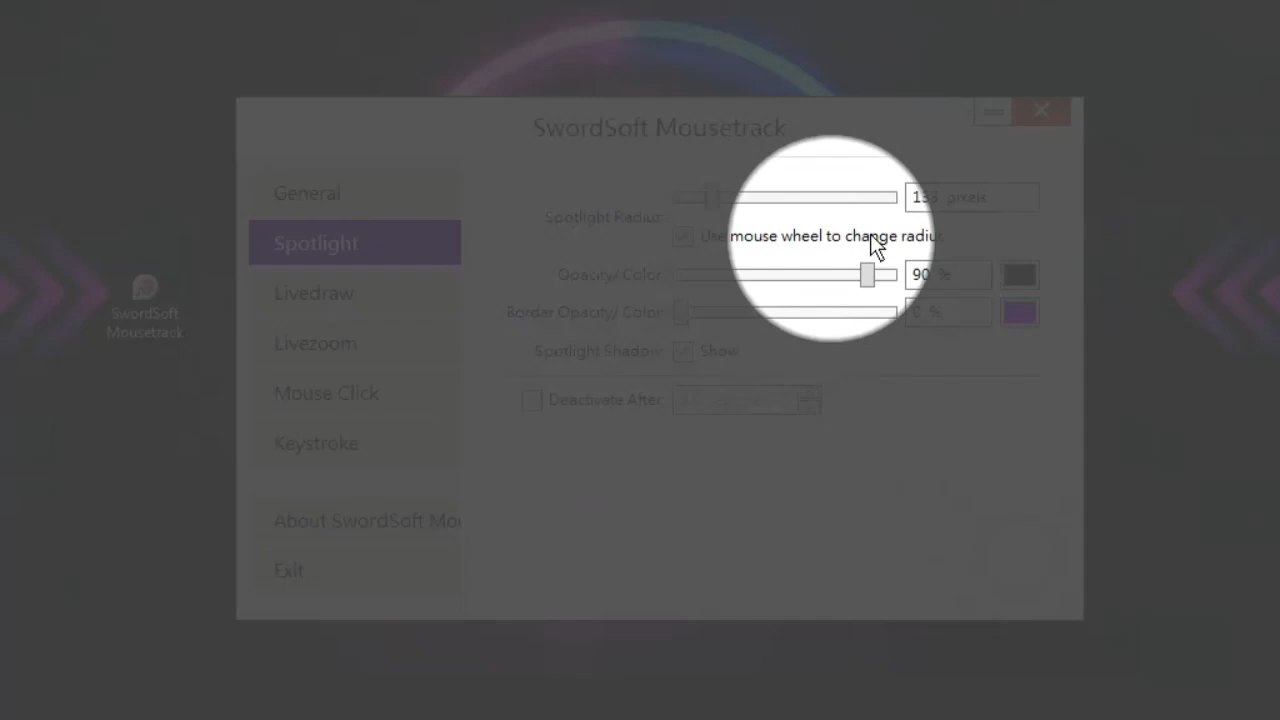 SwordSoft Mousetrack
General
Spotlight
Livedraw
Livezoom
Mouse Click
Keystroke
About SwordSoft Mou
Exit
Spotlight Radius: pixels
Use mouse wheel to change radius
Opacity/ Color: 90 %
Border Opacity/ Color: 0 %
Spotlight Shadow: Show
Deactivate After:
SwordSoft
Mousetrack